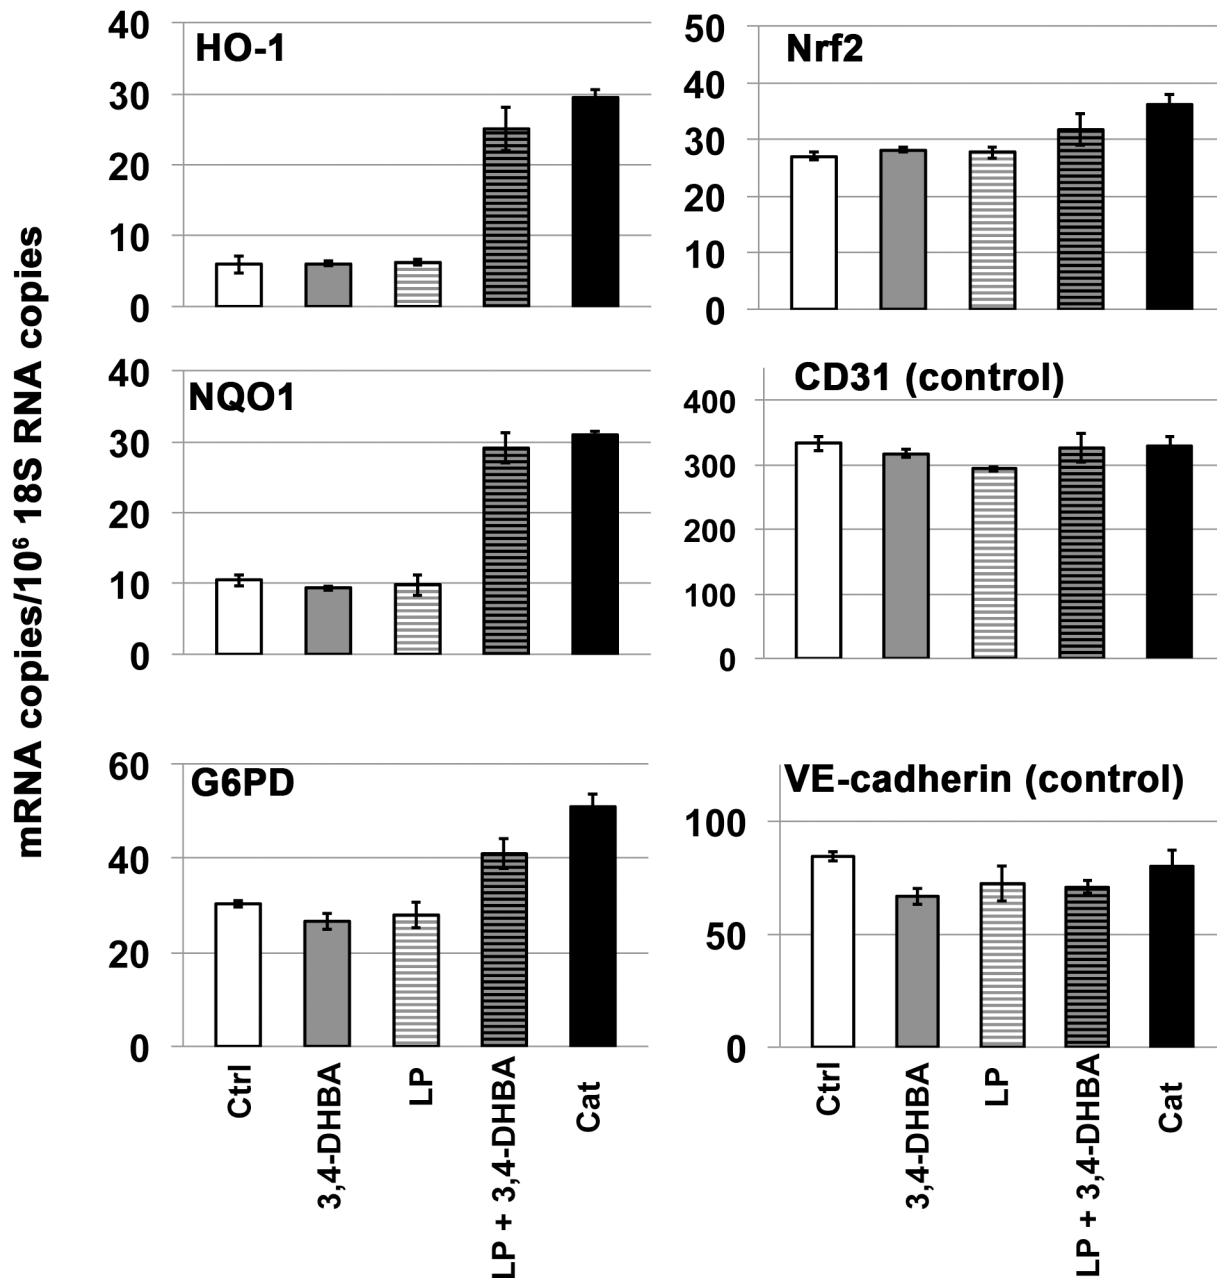 mRNA copies/10⁶ 18S RNA copies
HO-1
40
30
20
10
0
Nrf2
50
40
30
20
10
0
NQO1
40
30
20
10
0
CD31 (control)
400
300
200
100
0
G6PD
60
40
20
0
VE-cadherin (control)
100
50
0
Ctrl
3,4-DHBA
LP
LP + 3,4-DHBA
Cat
Ctrl
3,4-DHBA
LP
LP + 3,4-DHBA
Cat